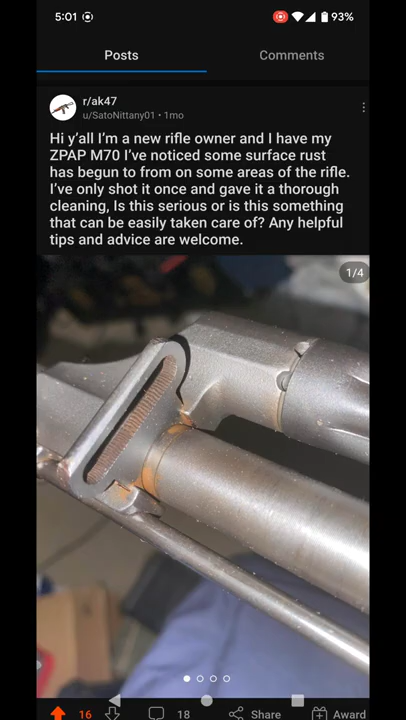 5:01
93%
Posts
Comments
r/ak47
u/SatoNittany01 • 1mo
Hi y'all I'm a new rifle owner and I have my
ZPAP M70 I've noticed some surface rust
has begun to from on some areas of the rifle.
I've only shot it once and gave it a thorough
cleaning, Is this serious or is this something
that can be easily taken care of? Any helpful
tips and advice are welcome.
1/4
16
18
Share
Award